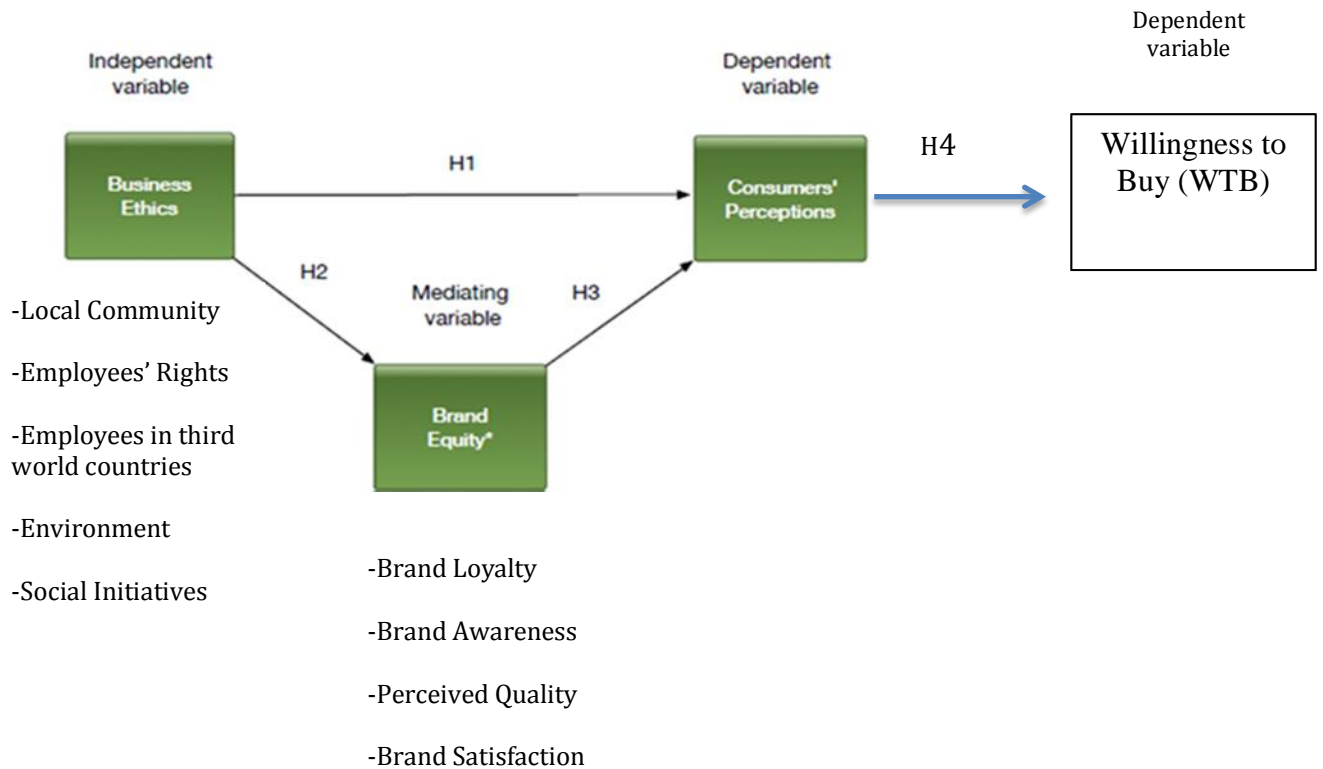 Dependent
variable
Independent
variable
Dependent
variable
Business
Ethics
H1
Consumers'
Perceptions
H4
Willingness to
Buy (WTB)
H2
Mediating
variable
H3
-Local Community
-Employees’ Rights
-Employees in third
world countries
-Environment
-Social Initiatives
Brand
Equity*
-Brand Loyalty
-Brand Awareness
-Perceived Quality
-Brand Satisfaction